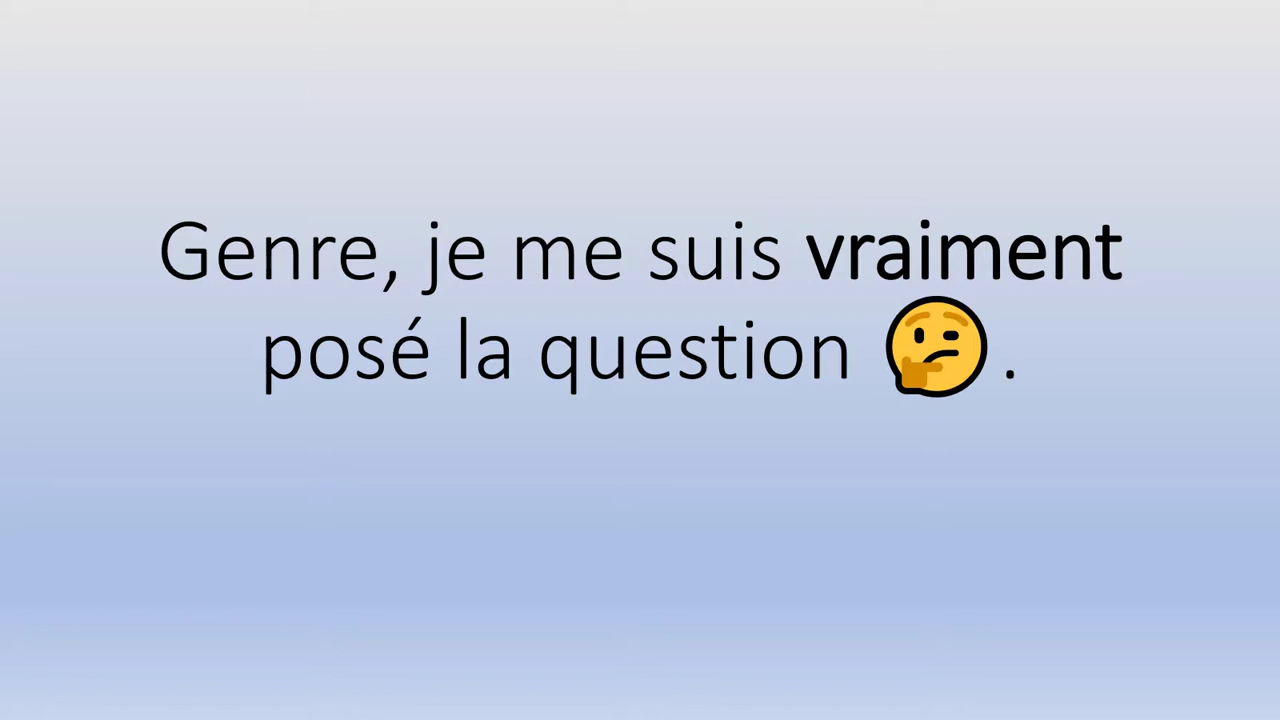 Genre, je me suis vraiment
posé la question 🤔.